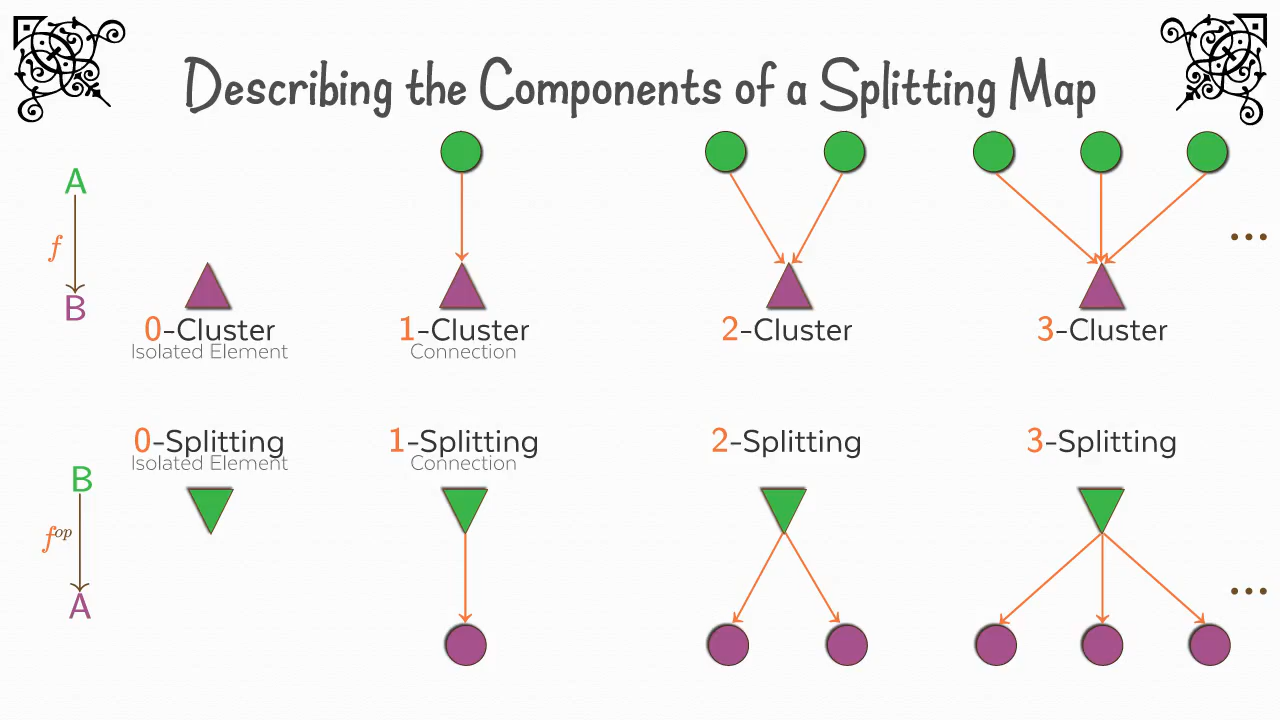 Describing the Components of a Splitting Map
A
f
B
0-Cluster
Isolated Element
1-Cluster
Connection
2-Cluster
3-Cluster
...
0-Splitting
Isolated Element
1-Splitting
Connection
2-Splitting
3-Splitting
B
fᵒᵖ
A
...